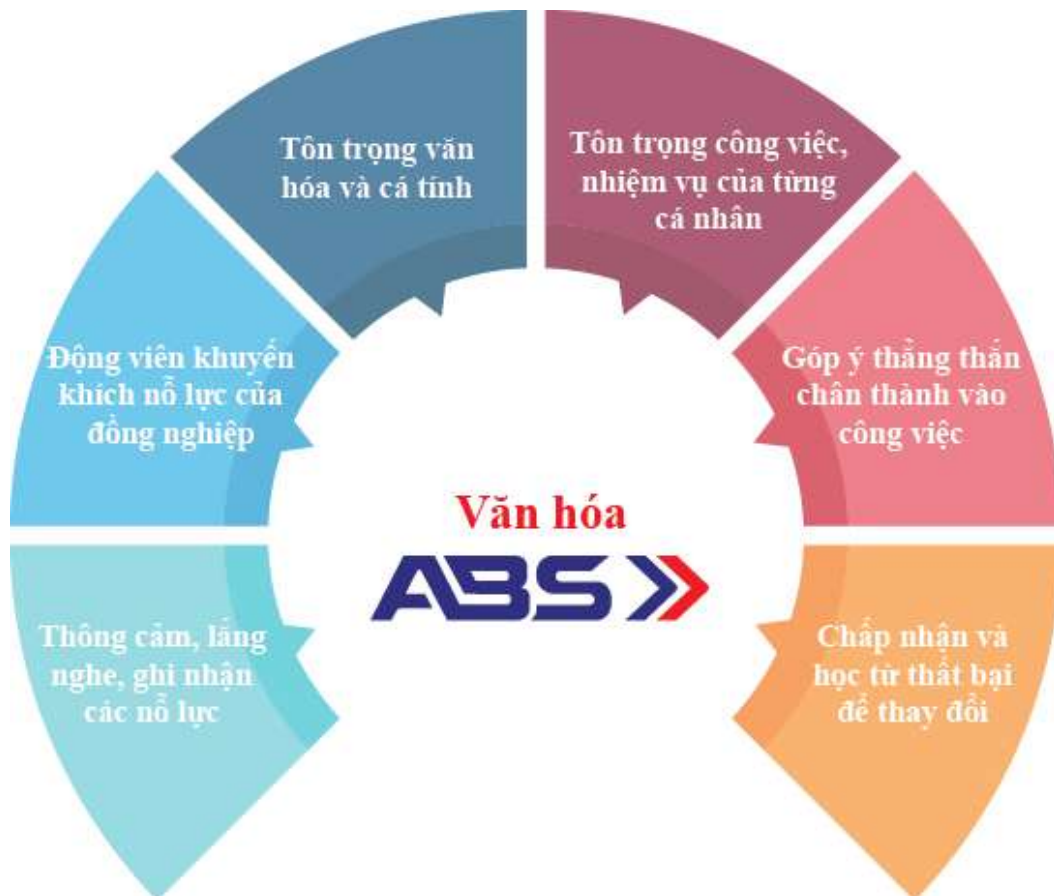 Tôn trọng văn
hóa và cá tính
Tôn trọng công việc,
nhiệm vụ của từng
cá nhân
Động viên khuyến
khích nỗ lực của
đồng nghiệp
Góp ý thẳng thắn
chân thành vào
công việc
Văn hóa
ABS
Thông cảm, lắng
nghe, ghi nhận
các nỗ lực
Chấp nhận và
học từ thất bại
để thay đổi